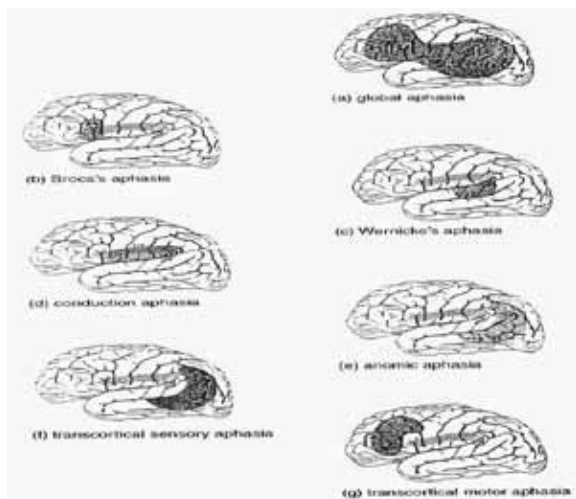 (a) global aphasia
(b) Broca's aphasia
(c) Wernicke's aphasia
(d) conduction aphasia
(e) anomic aphasia
(f) transcortical sensory aphasia
(g) transcortical motor aphasia